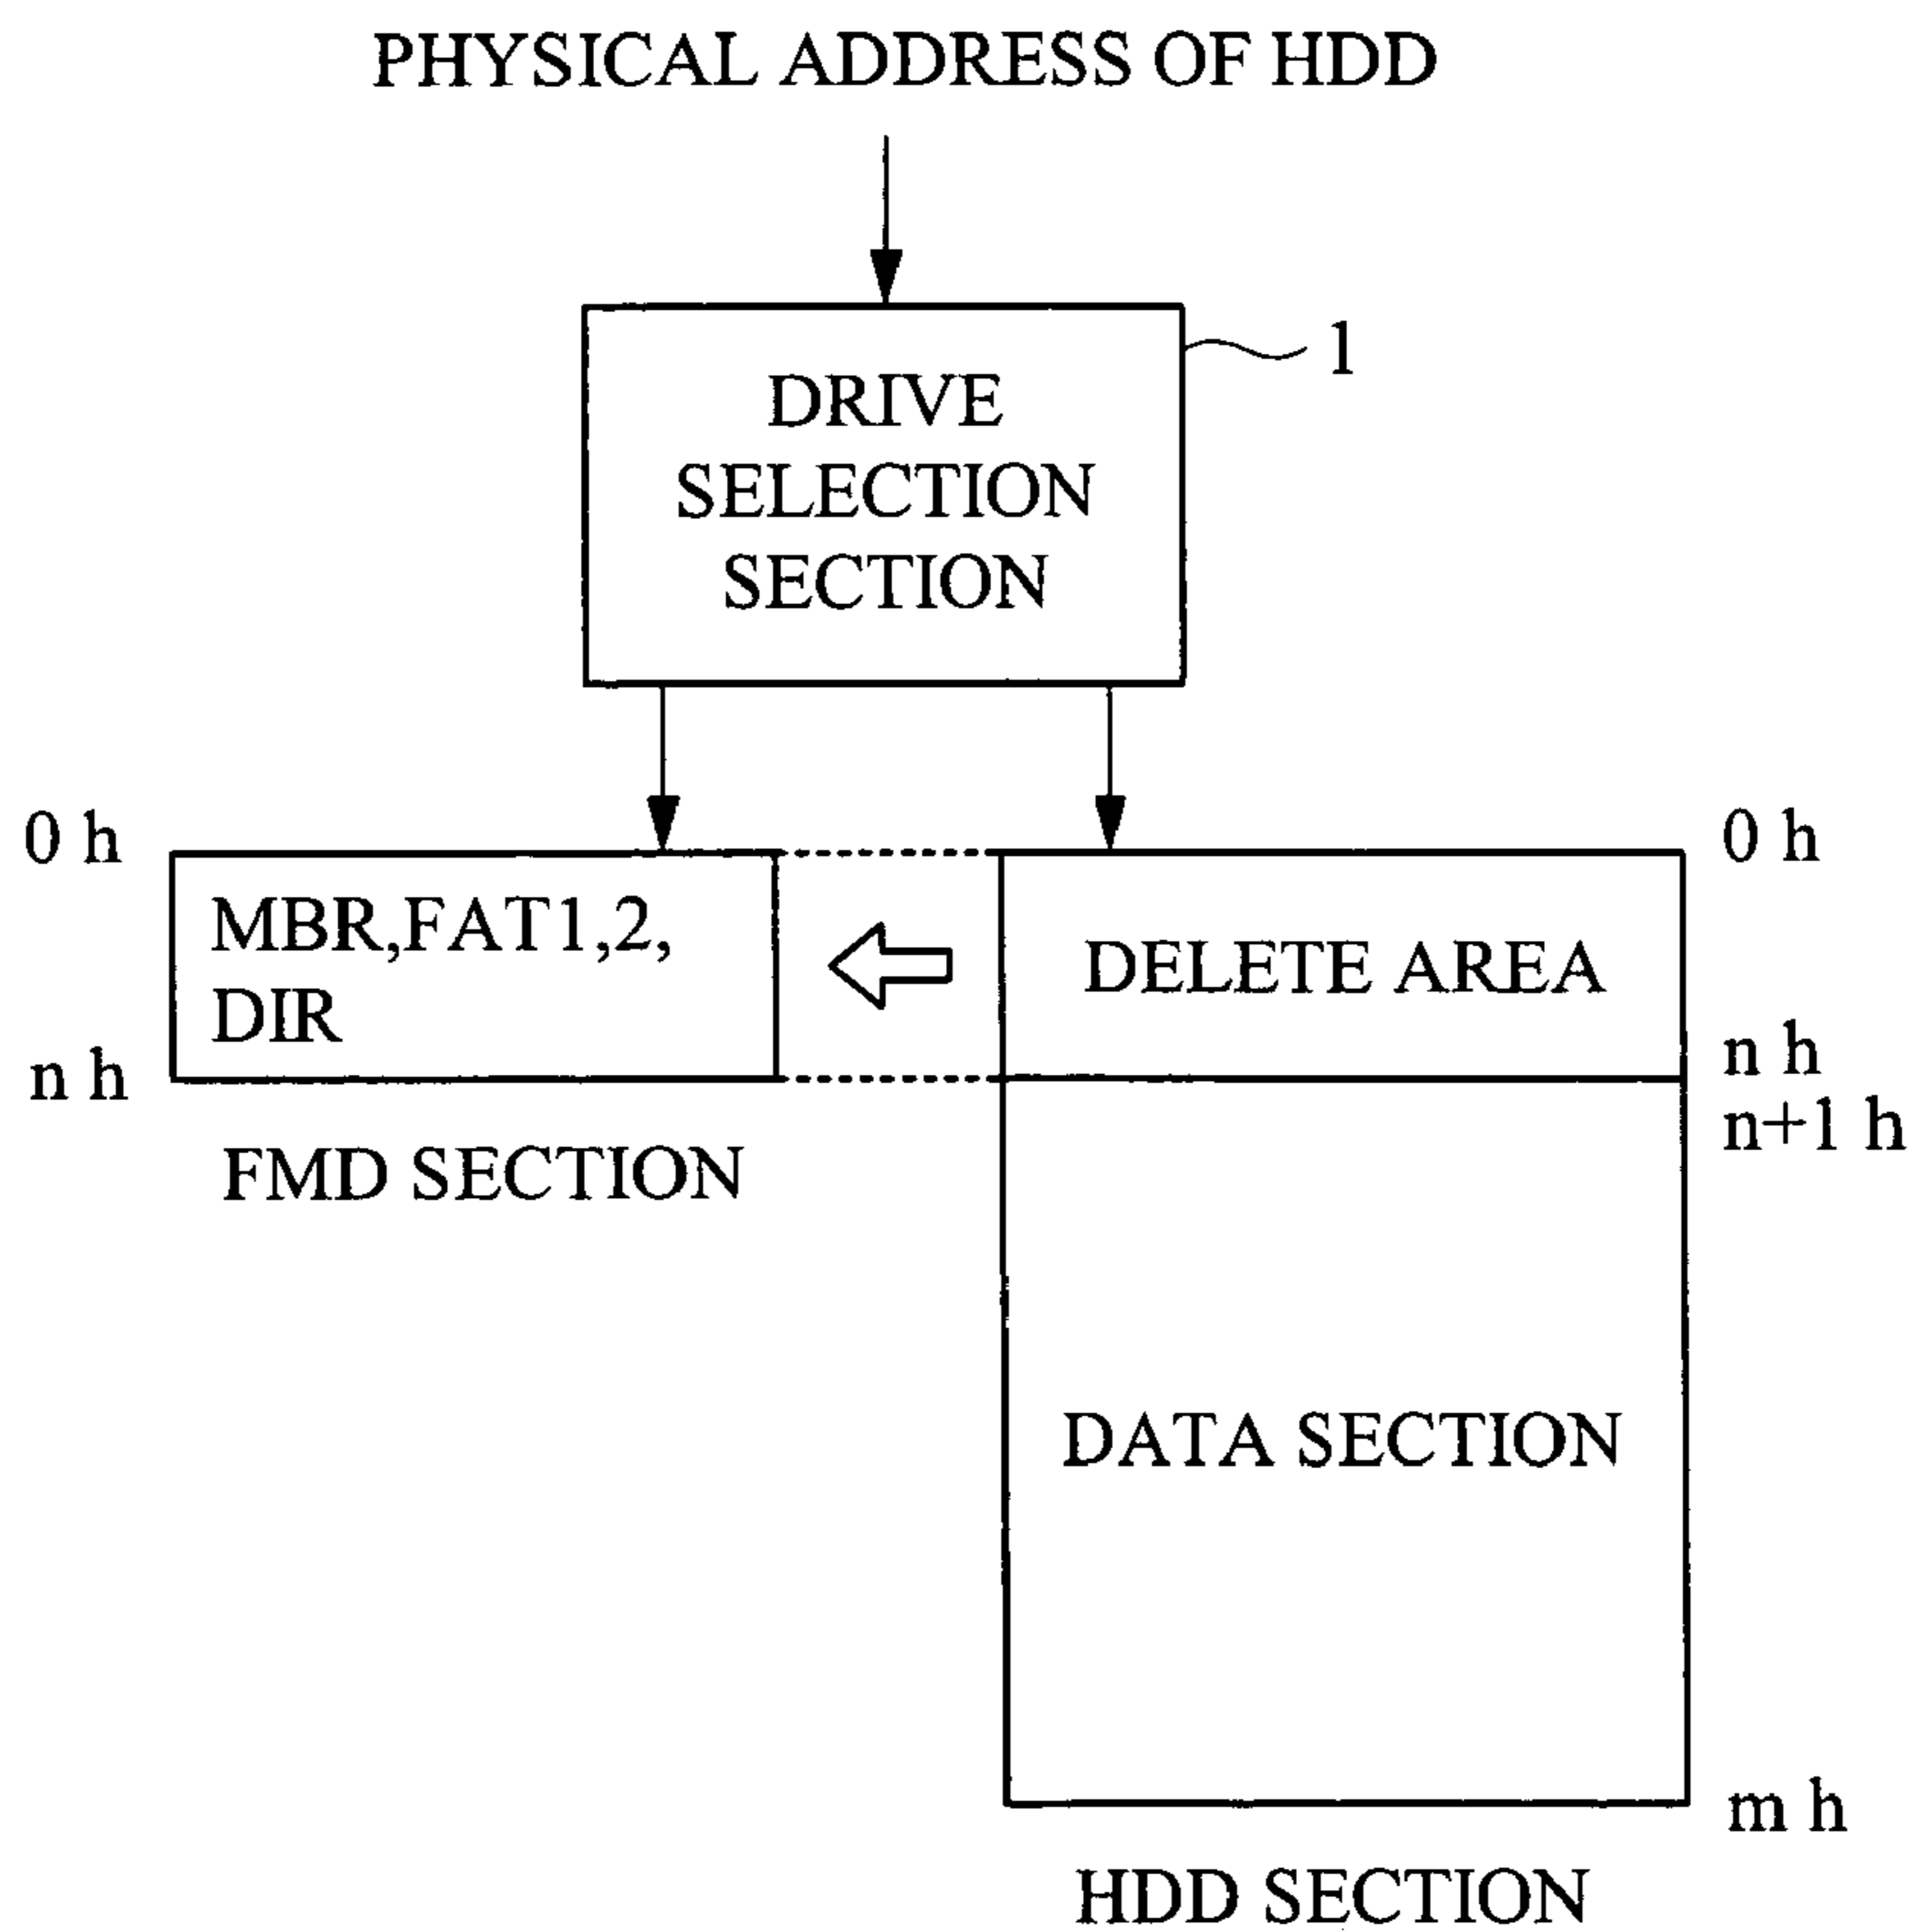 PHYSICAL ADDRESS OF HDD
1
DRIVE
SELECTION
SECTION
0 h
0 h
MBR,FAT1,2,
DIR
DELETE AREA
n h
n h
n+1 h
FMD SECTION
DATA SECTION
m h
HDD SECTION